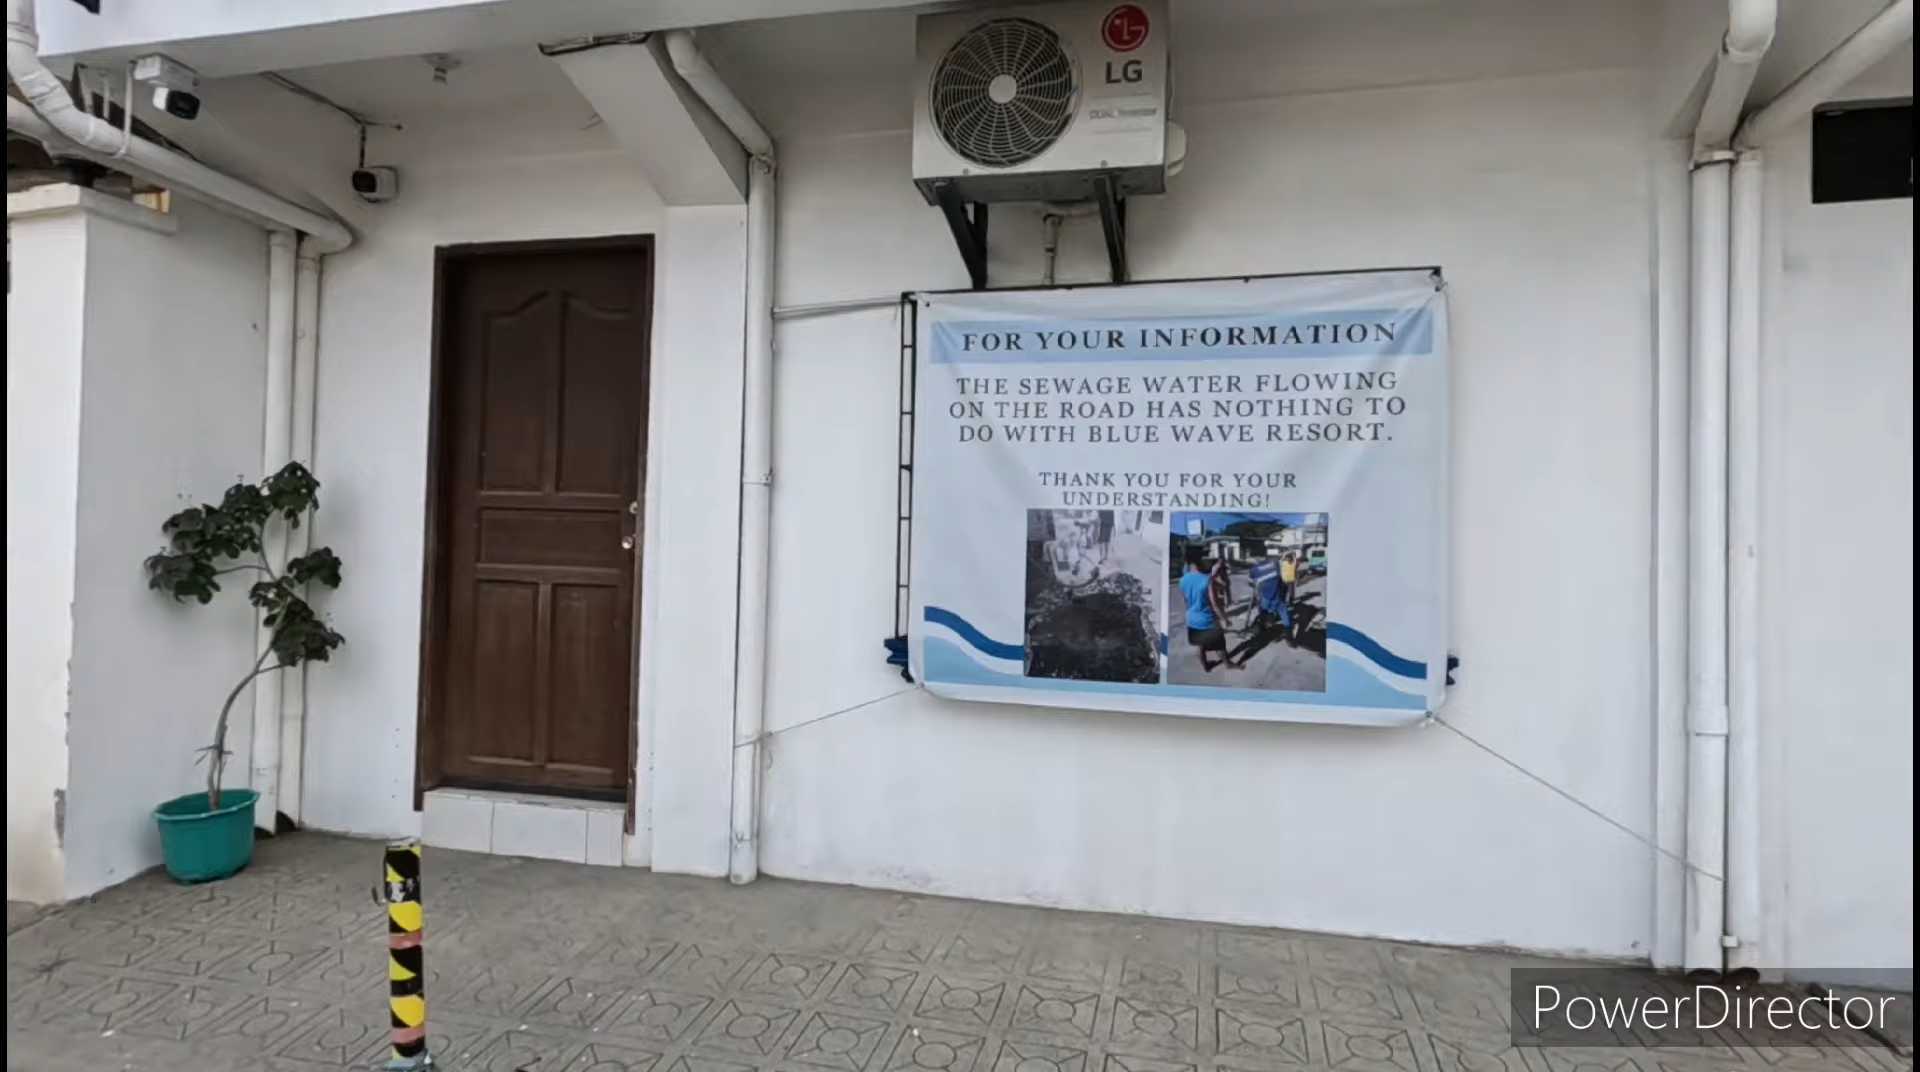 LG
FOR YOUR INFORMATION
THE SEWAGE WATER FLOWING
ON THE ROAD HAS NOTHING TO
DO WITH BLUE WAVE RESORT.
THANK YOU FOR YOUR
UNDERSTANDING!
PowerDirector